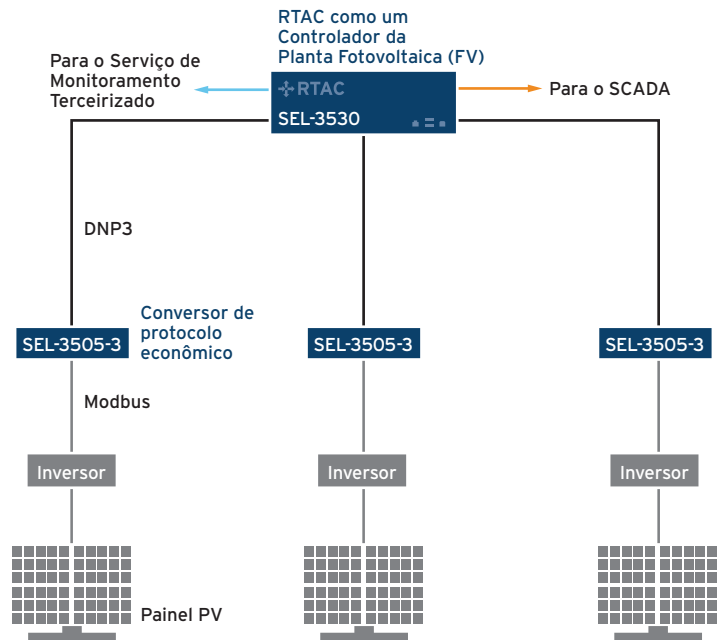 RTAC como um
Controlador da
Planta Fotovoltaica (FV)
Para o Serviço de
Monitoramento
Terceirizado
RTAC
SEL-3530
Para o SCADA
DNP3
Conversor de
protocolo
econômico
SEL-3505-3
SEL-3505-3
SEL-3505-3
Modbus
Inversor
Inversor
Inversor
Painel PV